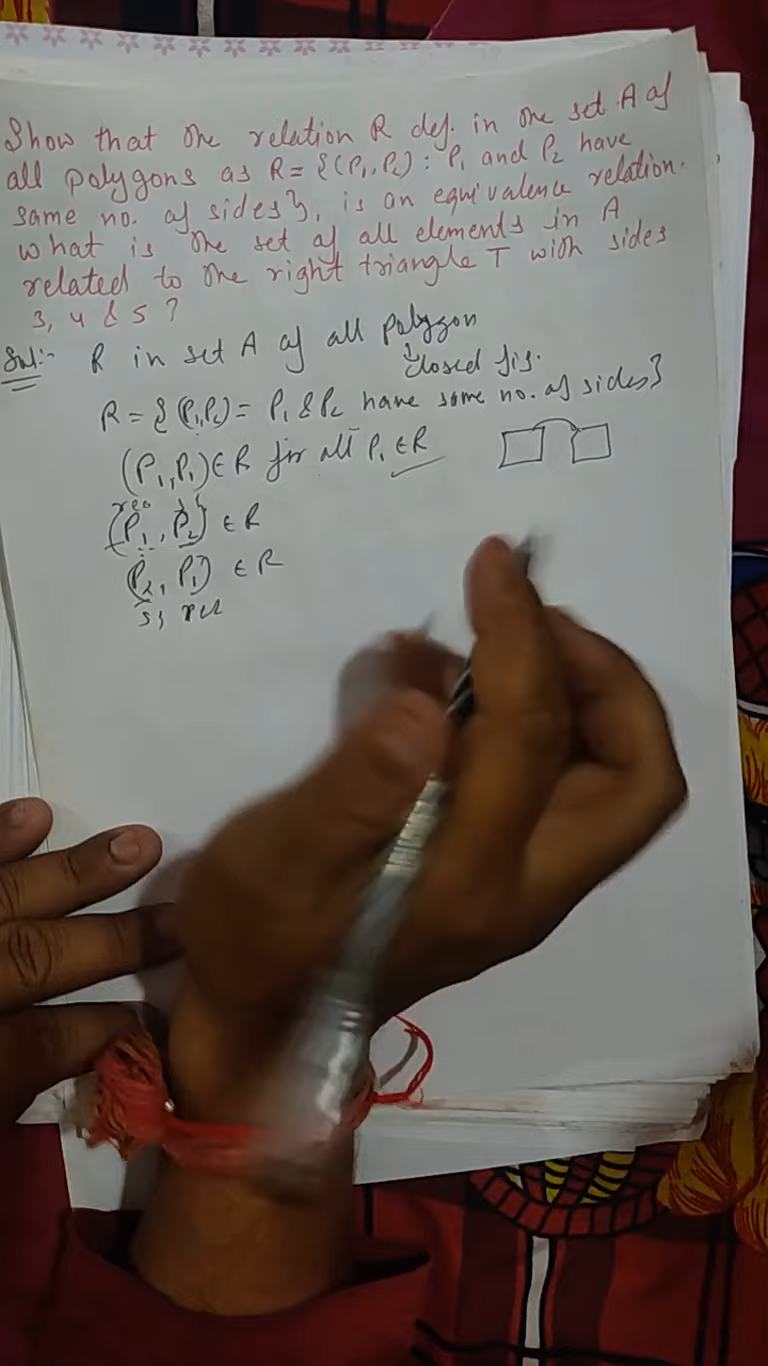 Show that the relation R def. in the set A of
all polygons as R = {(P₁, P₂) : P₁ and P₂ have
same no. of sides}, is an equivalence relation.
What is the set of all elements in A
related to the right triangle T with sides
3, 4 & 5 ?
Sol:- R in set A of all polygon
closed fig.
R = {(P₁,P₂) = P₁ & P₂ have same no. of sides}
(P₁, P₁) ∈ R for all P₁ ∈ R
(P₁, P₂) ∈ R
(P₂, P₁) ∈ R